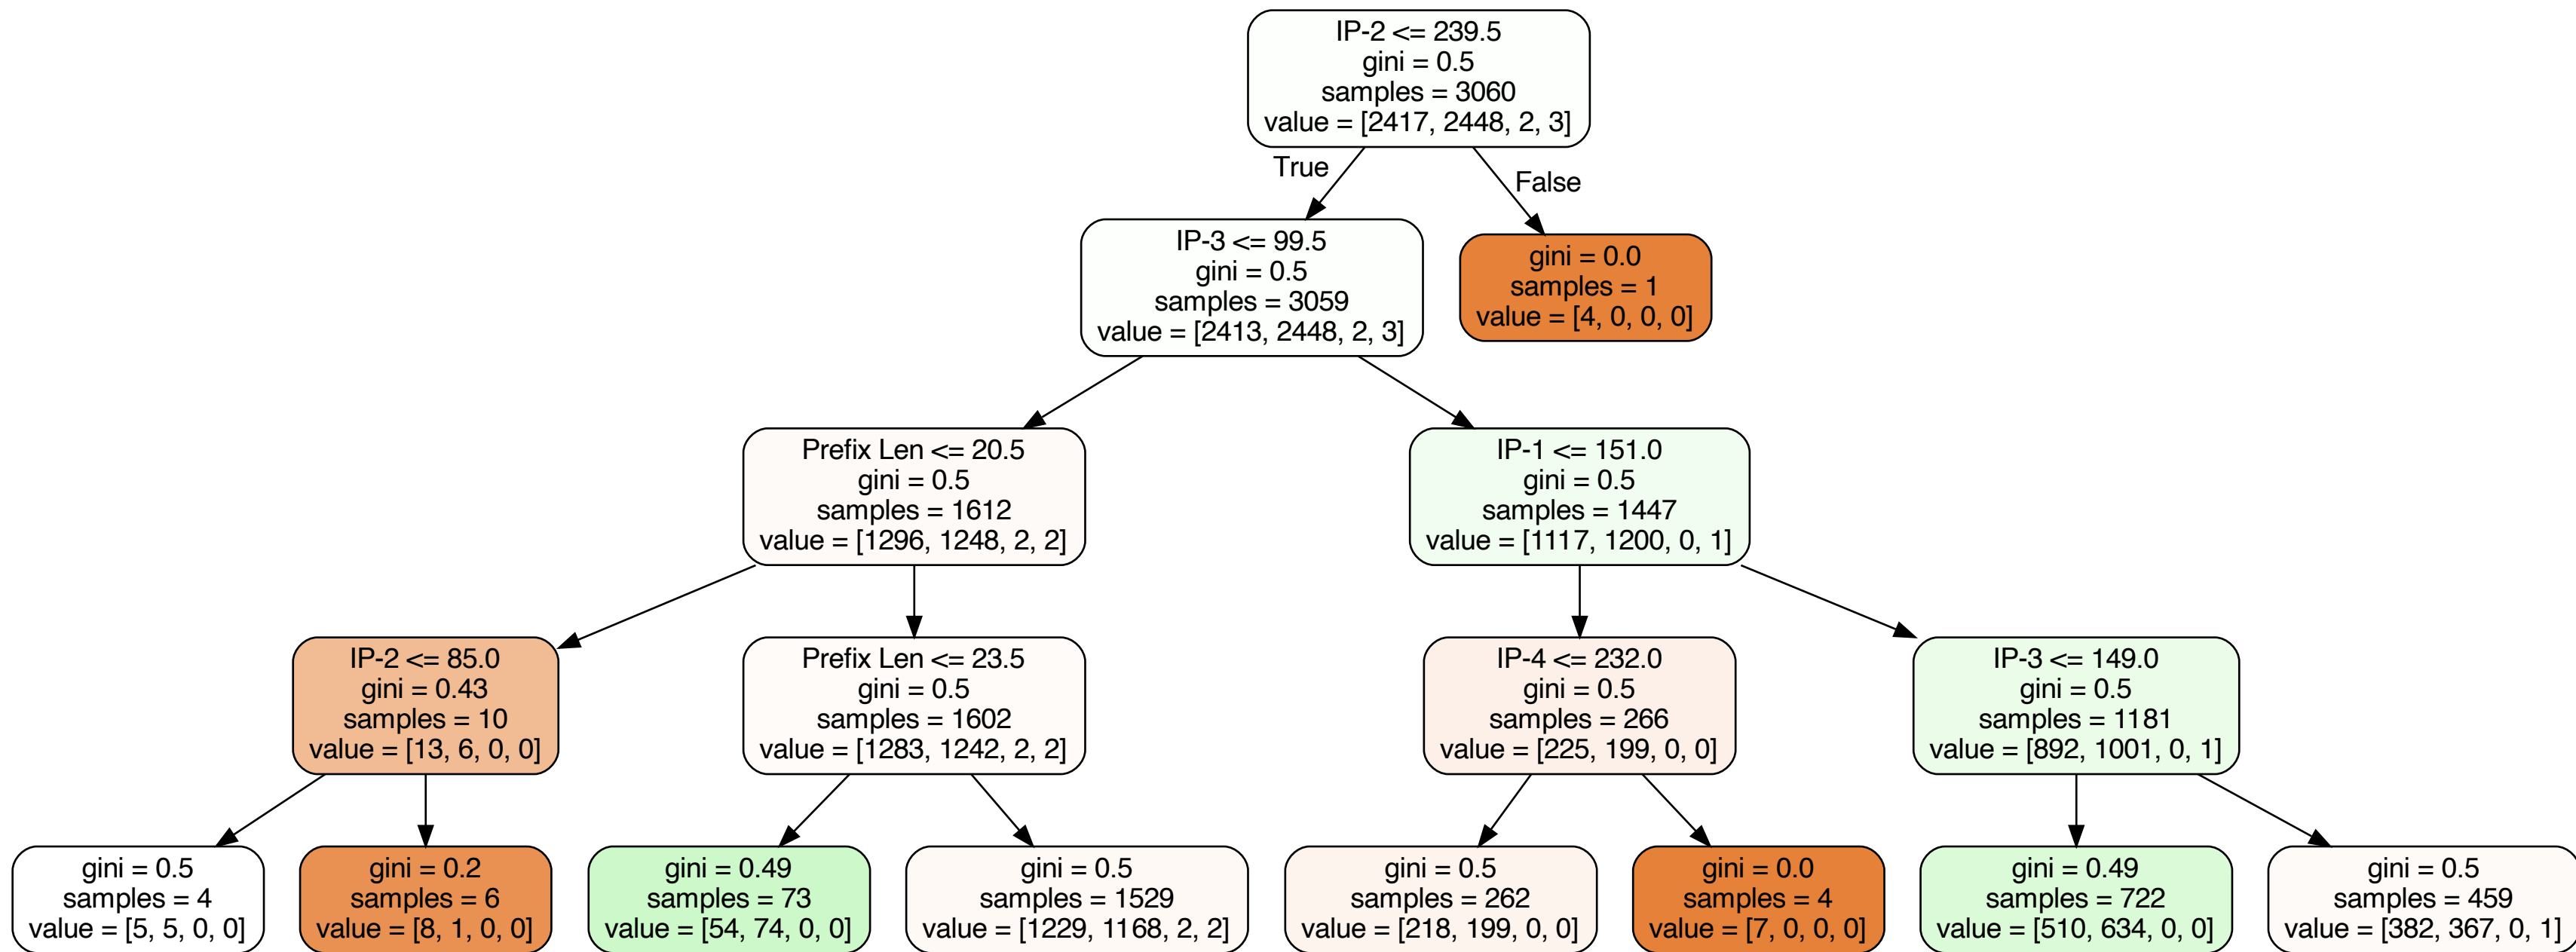 IP-2 <= 239.5
gini = 0.5
samples = 3060
value = [2417, 2448, 2, 3]
True
False
IP-3 <= 99.5
gini = 0.5
samples = 3059
value = [2413, 2448, 2, 3]
gini = 0.0
samples = 1
value = [4, 0, 0, 0]
Prefix Len <= 20.5
gini = 0.5
samples = 1612
value = [1296, 1248, 2, 2]
IP-1 <= 151.0
gini = 0.5
samples = 1447
value = [1117, 1200, 0, 1]
IP-2 <= 85.0
gini = 0.43
samples = 10
value = [13, 6, 0, 0]
Prefix Len <= 23.5
gini = 0.5
samples = 1602
value = [1283, 1242, 2, 2]
IP-4 <= 232.0
gini = 0.5
samples = 266
value = [225, 199, 0, 0]
IP-3 <= 149.0
gini = 0.5
samples = 1181
value = [892, 1001, 0, 1]
gini = 0.5
samples = 4
value = [5, 5, 0, 0]
gini = 0.2
samples = 6
value = [8, 1, 0, 0]
gini = 0.49
samples = 73
value = [54, 74, 0, 0]
gini = 0.5
samples = 1529
value = [1229, 1168, 2, 2]
gini = 0.5
samples = 262
value = [218, 199, 0, 0]
gini = 0.0
samples = 4
value = [7, 0, 0, 0]
gini = 0.49
samples = 722
value = [510, 634, 0, 0]
gini = 0.5
samples = 459
value = [382, 367, 0, 1]